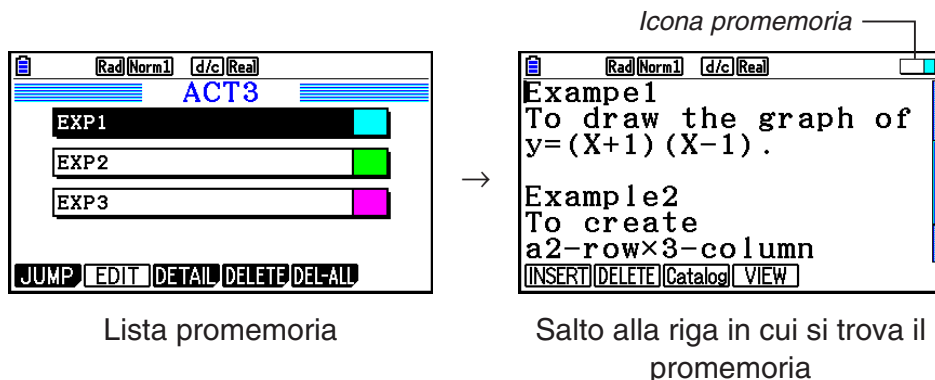 Icona promemoria
Rad Norm1 d/c Real
ACT3
EXP1
EXP2
EXP3
JUMP EDIT DETAIL DELETE DEL-ALL
Lista promemoria
→
Rad Norm1 d/c Real
Exampe1
To draw the graph of
y=(X+1)(X−1).
Example2
To create
a2−row×3−column
INSERT DELETE Catalog VIEW
Salto alla riga in cui si trova il
promemoria